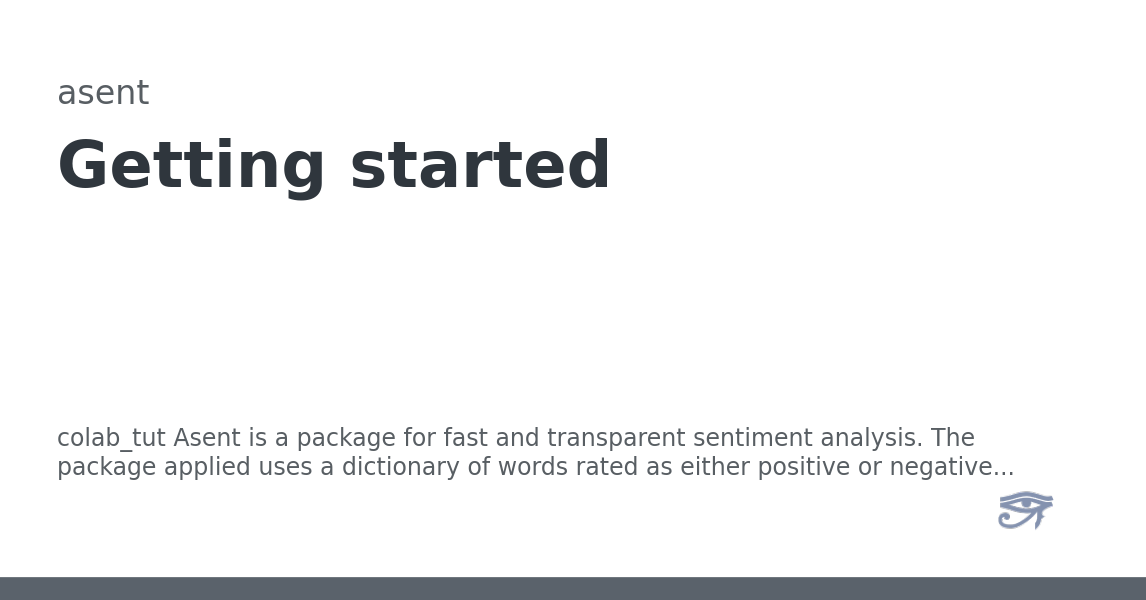 asent
Getting started
colab_tut Asent is a package for fast and transparent sentiment analysis. The
package applied uses a dictionary of words rated as either positive or negative...